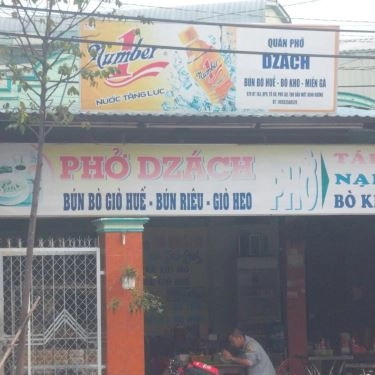 Number 1
NƯỚC TĂNG LỰC
QUÁN PHỞ
DZÁCH
BÚN BÒ HUẾ - BÒ KHO - MIẾN GÀ
PHỞ DZÁCH
BÚN BÒ GIÒ HUẾ - BÚN RIÊU - GIÒ HEO
PHỞ
TÁI
NẠ
BÒ K